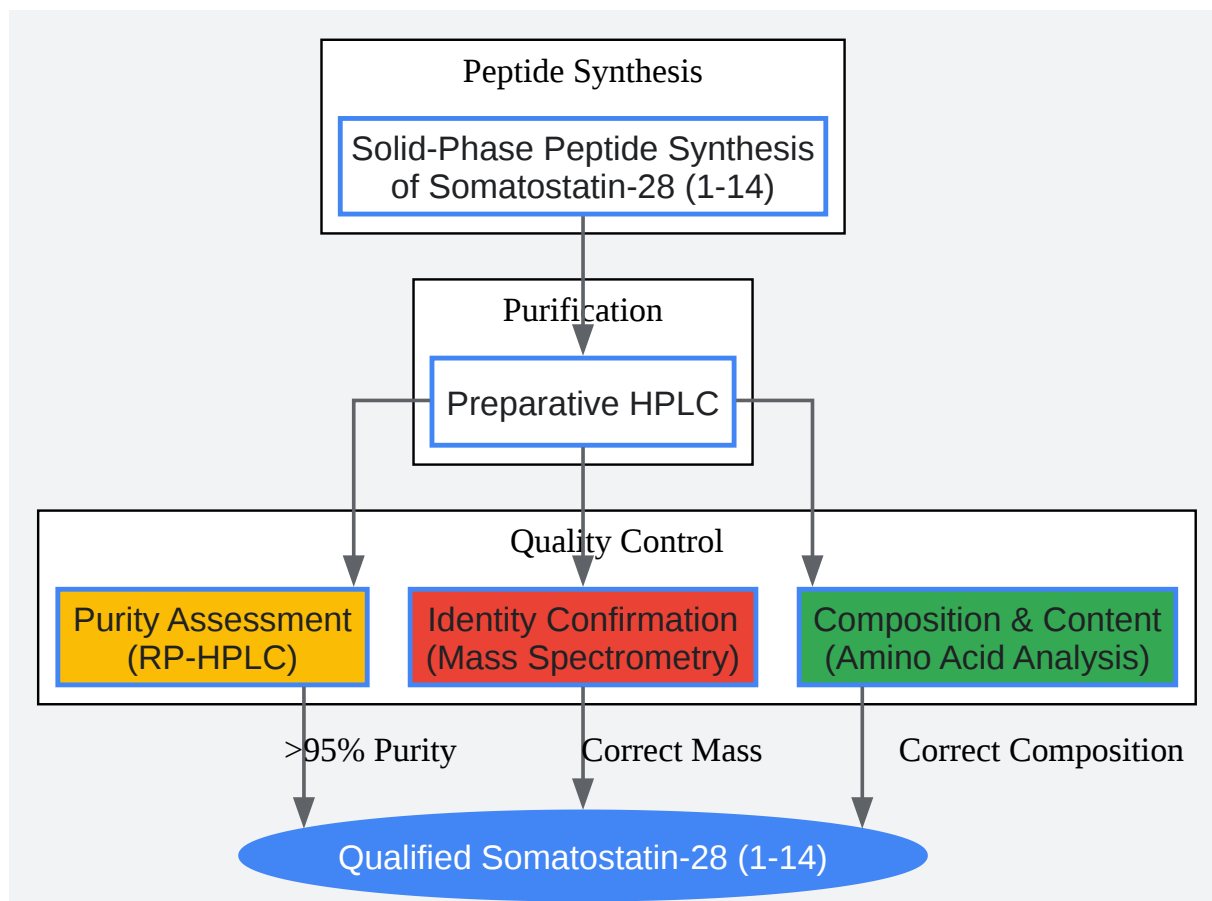 Peptide Synthesis
Solid-Phase Peptide Synthesis
of Somatostatin-28 (1-14)
Purification
Preparative HPLC
Quality Control
Purity Assessment
(RP-HPLC)
Identity Confirmation
(Mass Spectrometry)
Composition & Content
(Amino Acid Analysis)
>95% Purity
Correct Mass
Correct Composition
Qualified Somatostatin-28 (1-14)